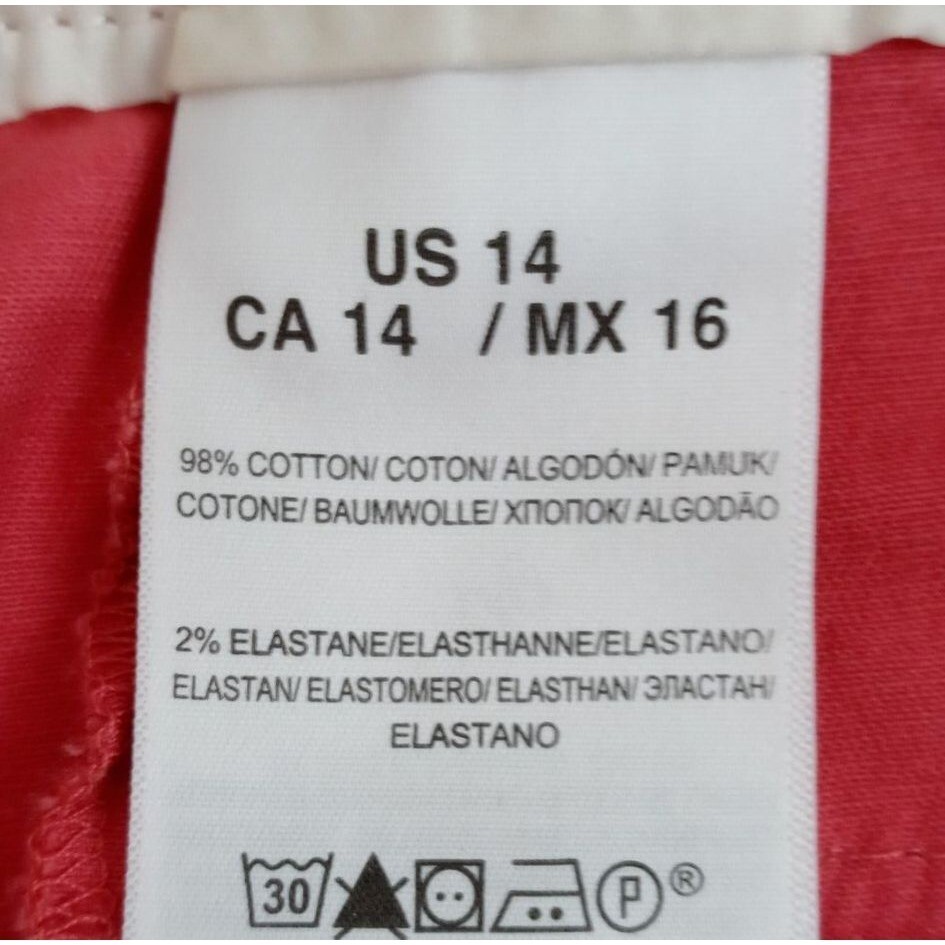 US 14
CA 14 / MX 16
98% COTTON/ COTON/ ALGODÓN/ PAMUK/
COTONE/ BAUMWOLLE/ ХПОПОК/ ALGODÃO
2% ELASTANE/ELASTHANNE/ELASTANO/
ELASTAN/ ELASTOMERO/ ELASTHAN/ ЭЛАСТАН/
ELASTANO
30 P ®